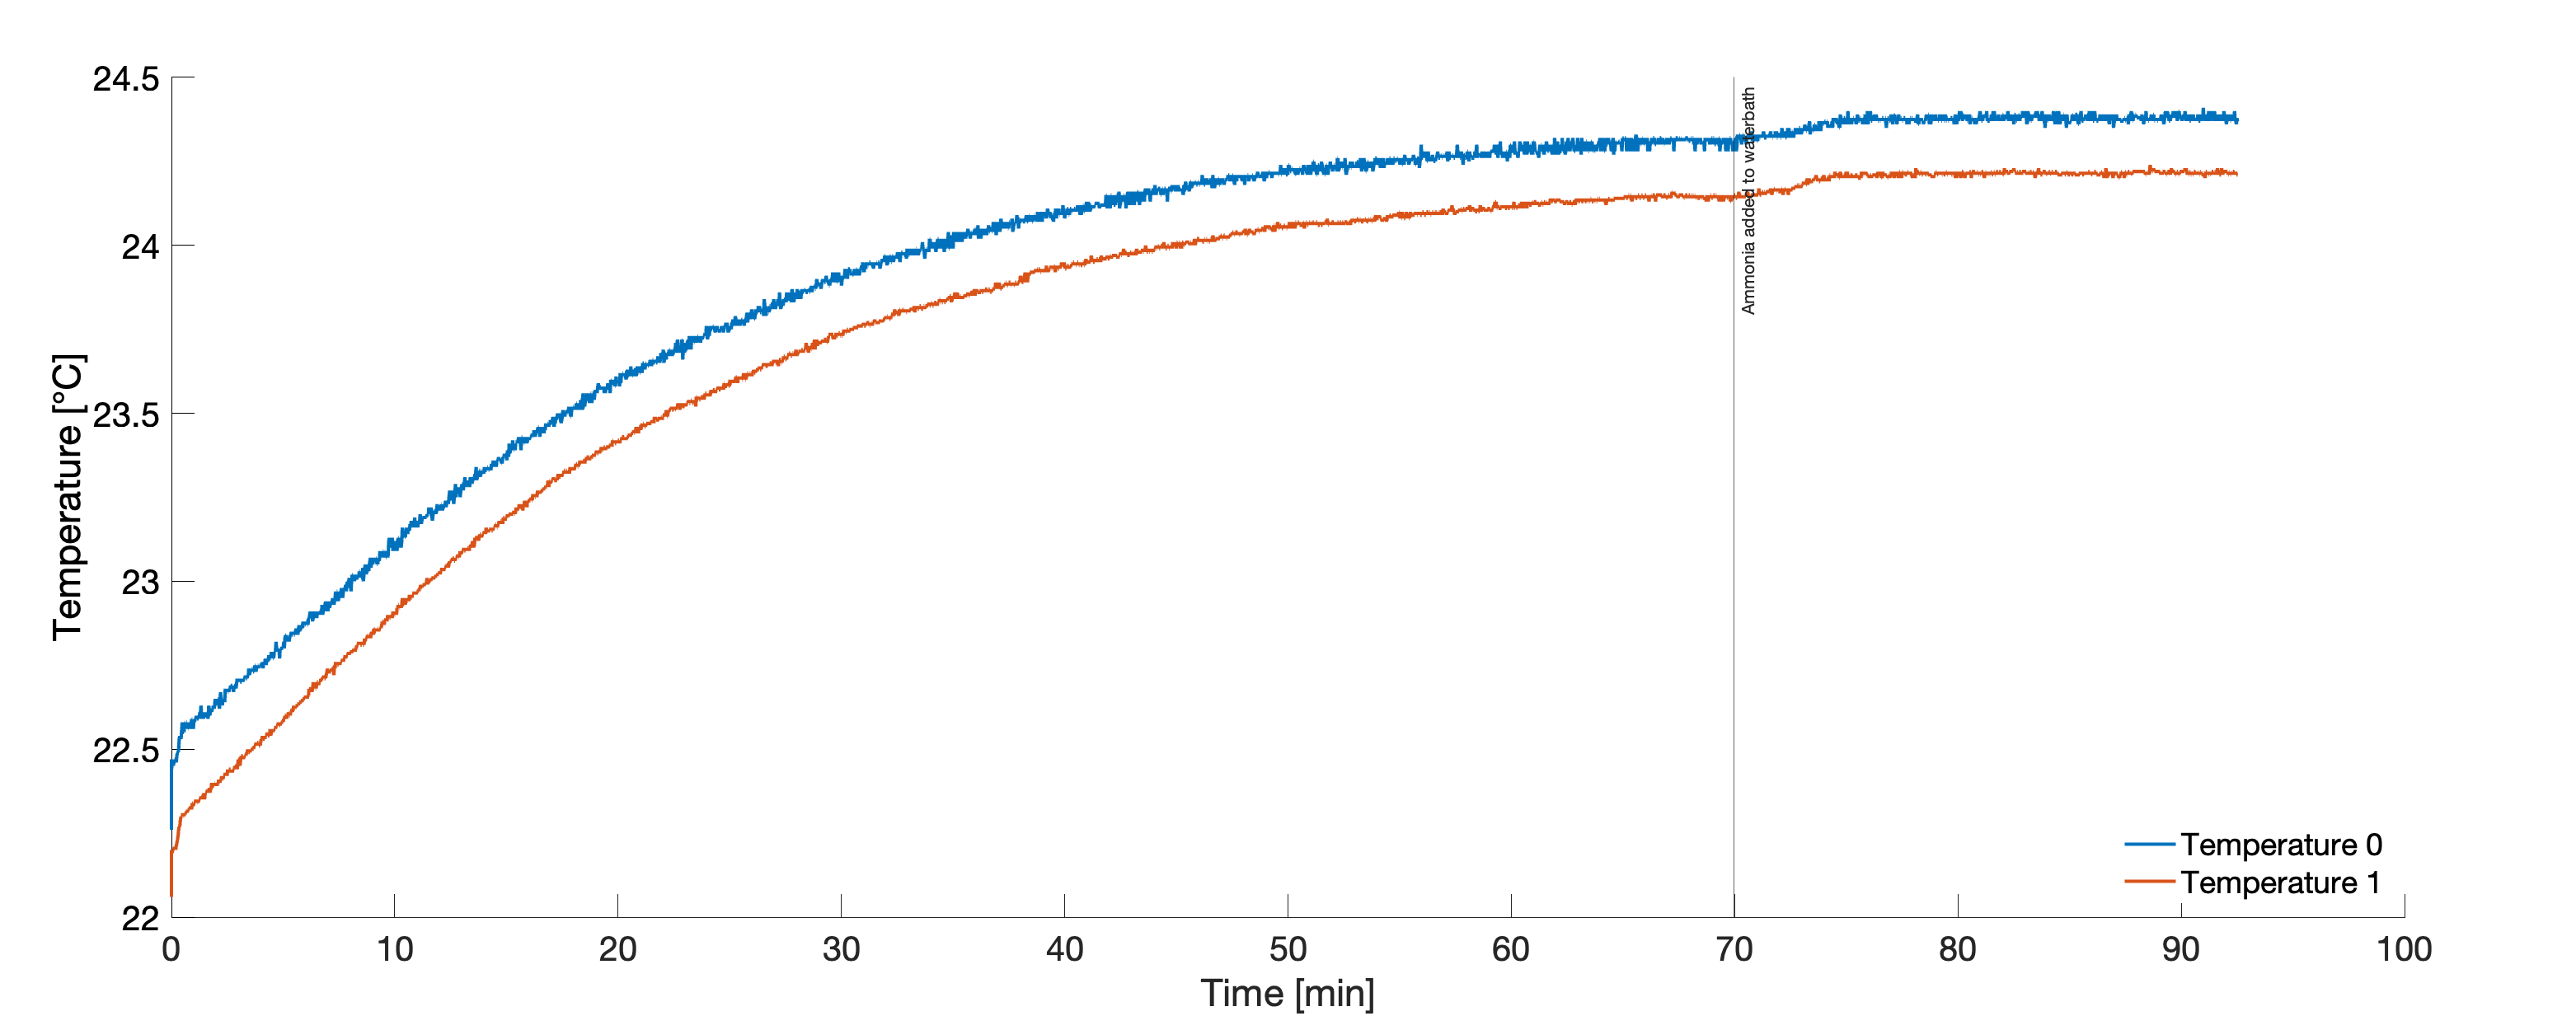 24.5
24
23.5
23
22.5
22
Temperature [°C]
Ammonia added to waterbath
Temperature 0
Temperature 1
0 10 20 30 40 50 60 70 80 90 100
Time [min]